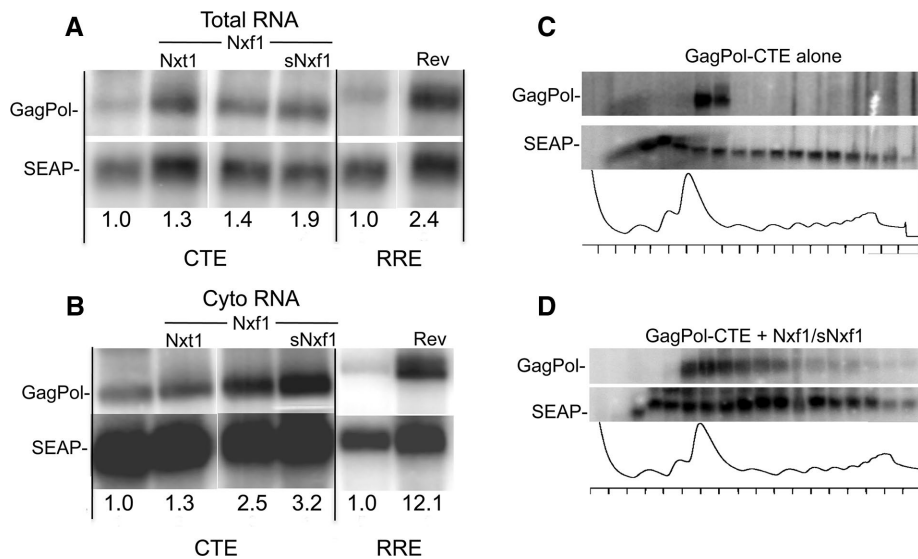 A
Total RNA
Nxf1
Nxt1 sNxf1 Rev
GagPol-
SEAP-
1.0 1.3 1.4 1.9 1.0 2.4
CTE RRE
B
Cyto RNA
Nxf1
Nxt1 sNxf1 Rev
GagPol-
SEAP-
1.0 1.3 2.5 3.2 1.0 12.1
CTE RRE
C
GagPol-CTE alone
GagPol-
SEAP-
D
GagPol-CTE + Nxf1/sNxf1
GagPol-
SEAP-